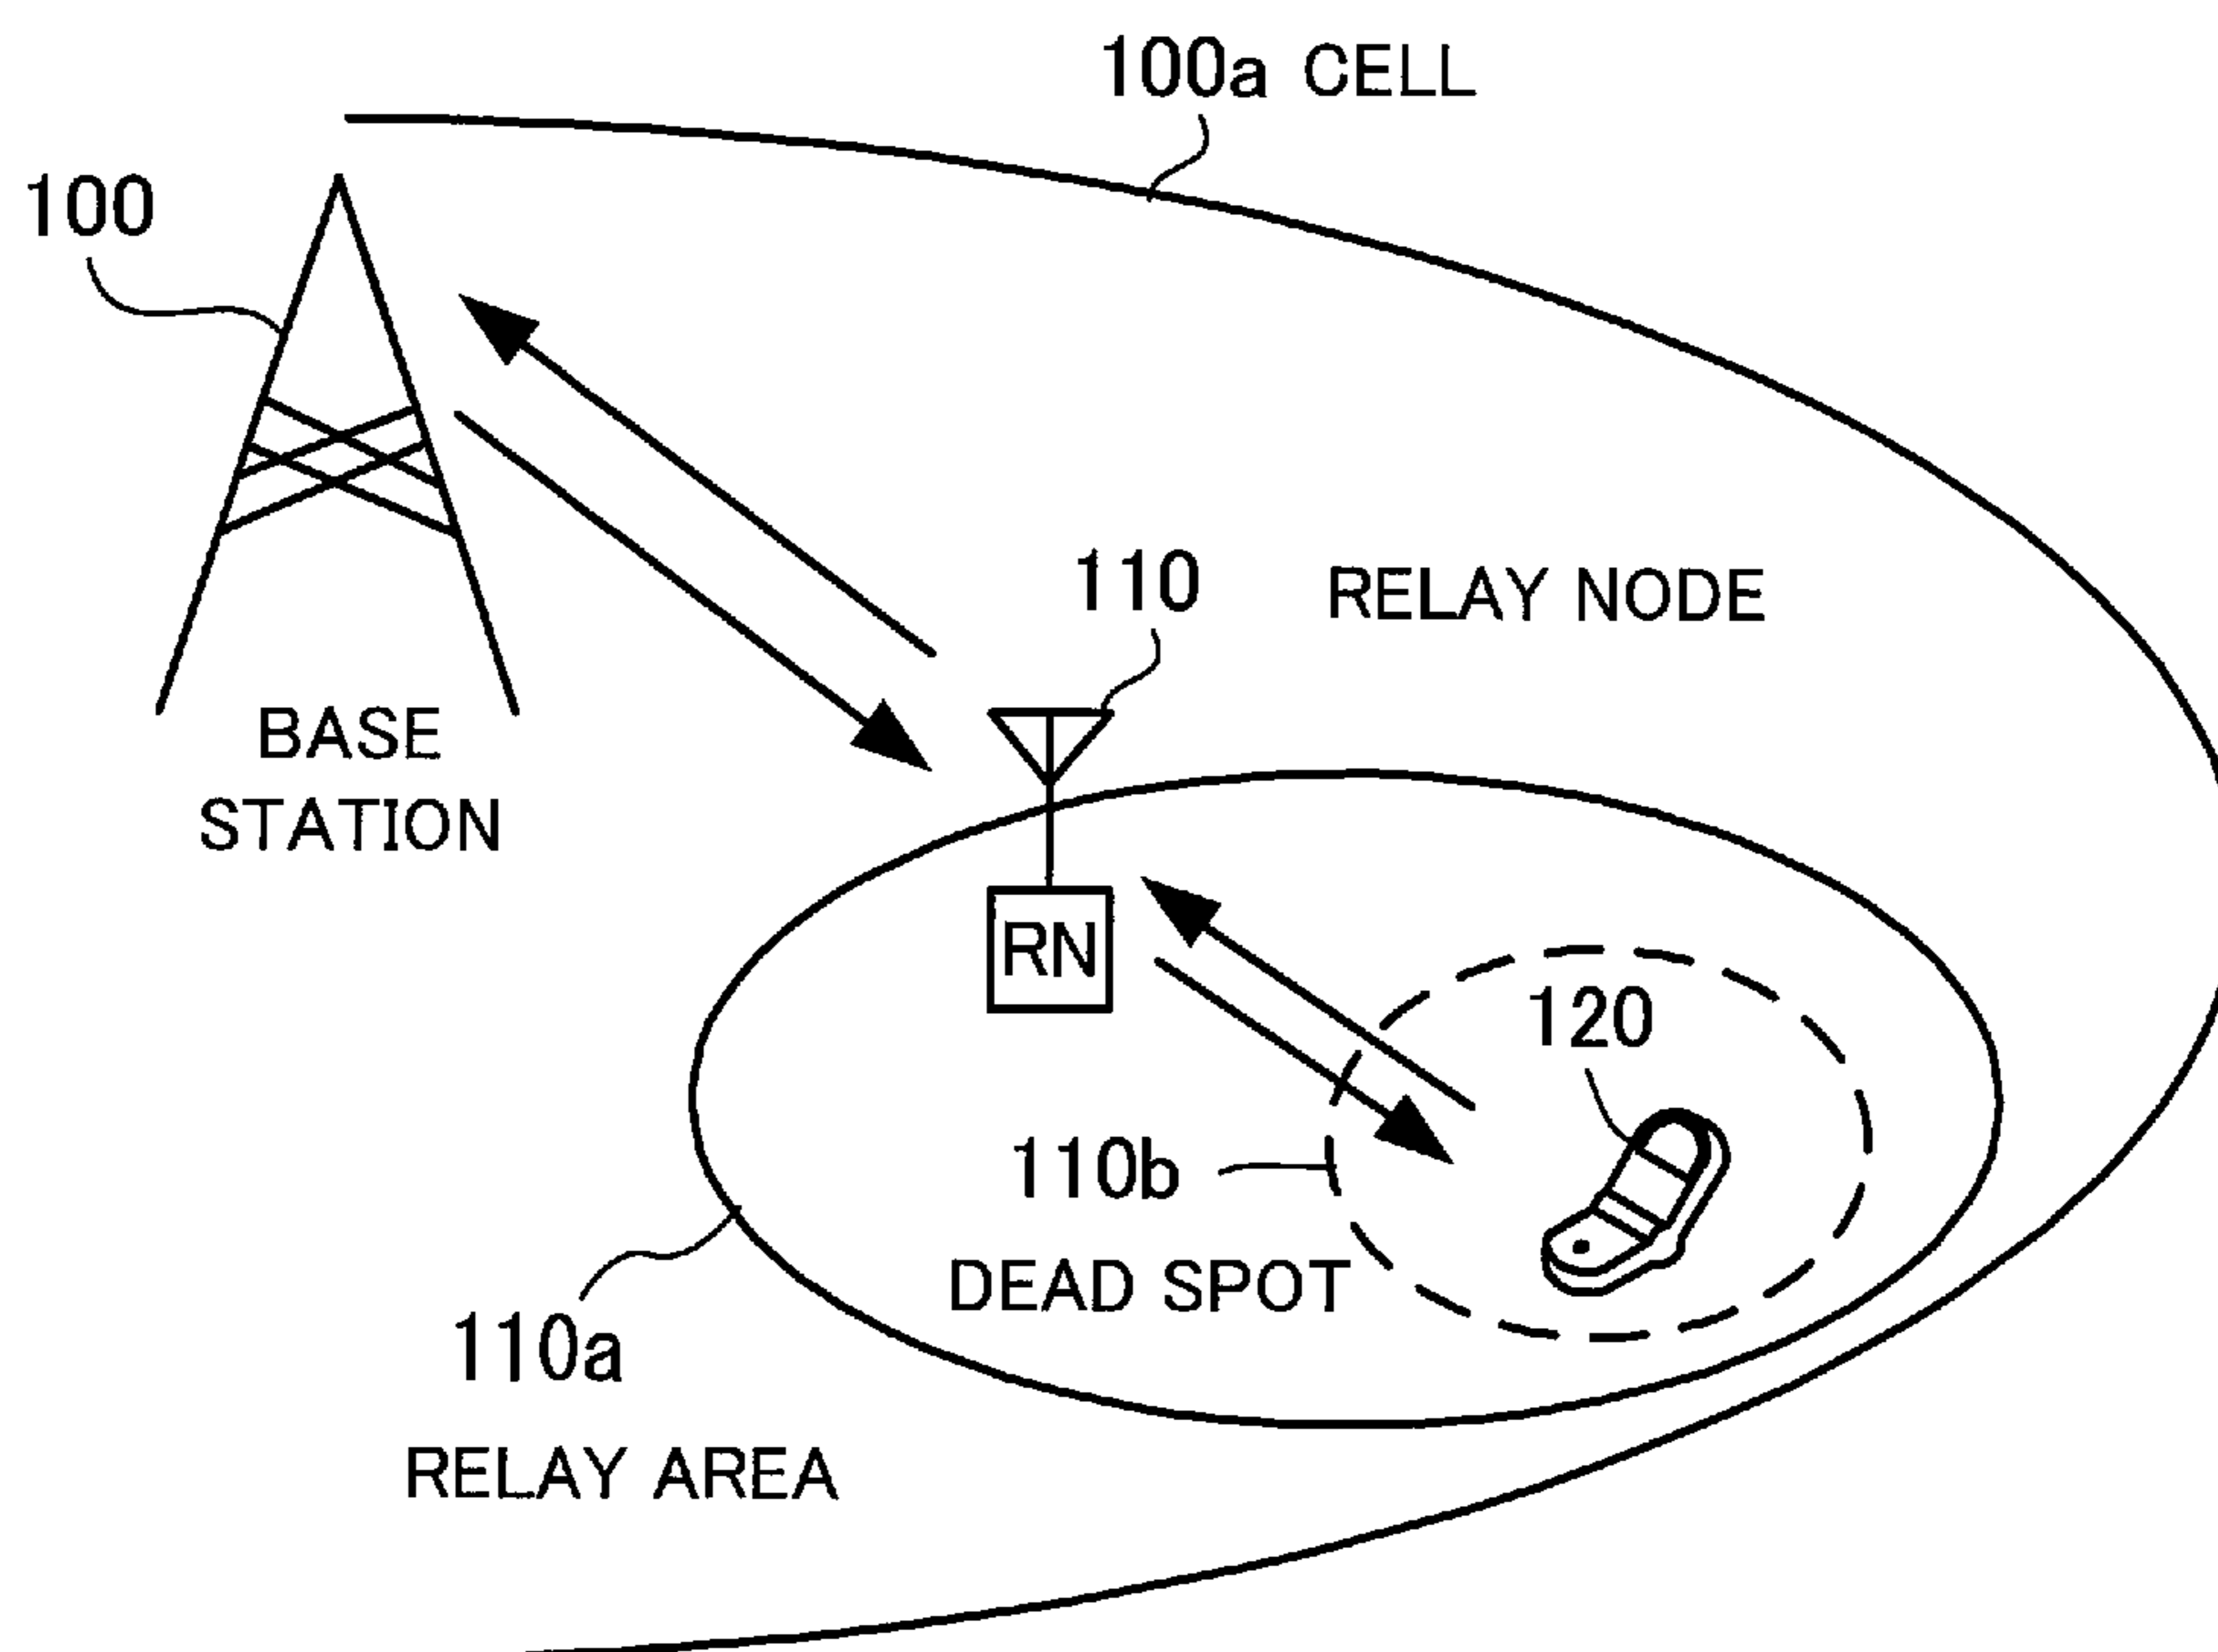 100a CELL
100
110
RELAY NODE
BASE
STATION
RN
120
110b
DEAD SPOT
110a
RELAY AREA